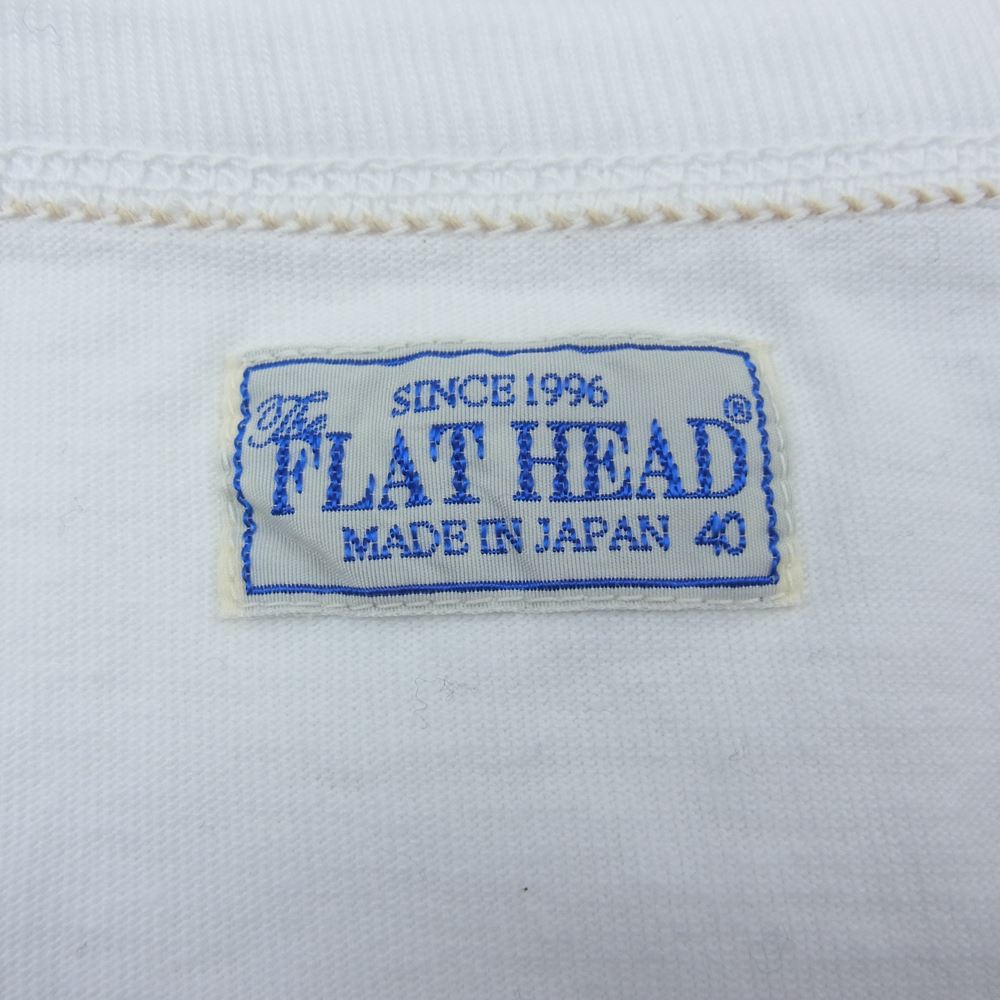 SINCE 1996
The
FLAT HEAD®
MADE IN JAPAN 40